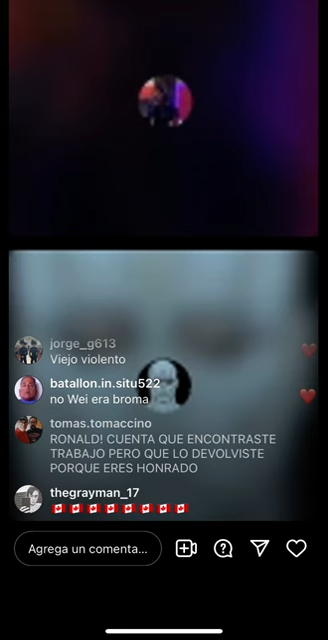 jorge_g613
Viejo violento
batallon.in.situ522
no Wei era broma
tomas.tomaccino
RONALD! CUENTA QUE ENCONTRASTE
TRABAJO PERO QUE LO DEVOLVISTE
PORQUE ERES HONRADO
thegrayman_17
🇨🇦🇨🇦🇨🇦🇨🇦🇨🇦🇨🇦🇨🇦🇨🇦
Agrega un comenta...